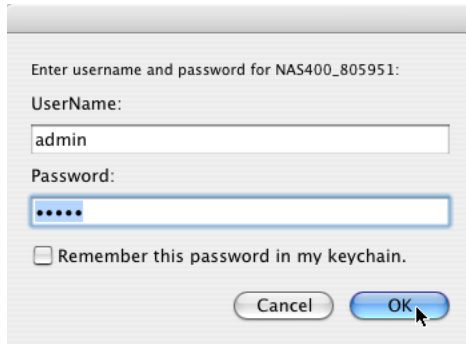 Enter username and password for NAS400_805951:
UserName:
admin
Password:
•••••
Remember this password in my keychain.
Cancel OK